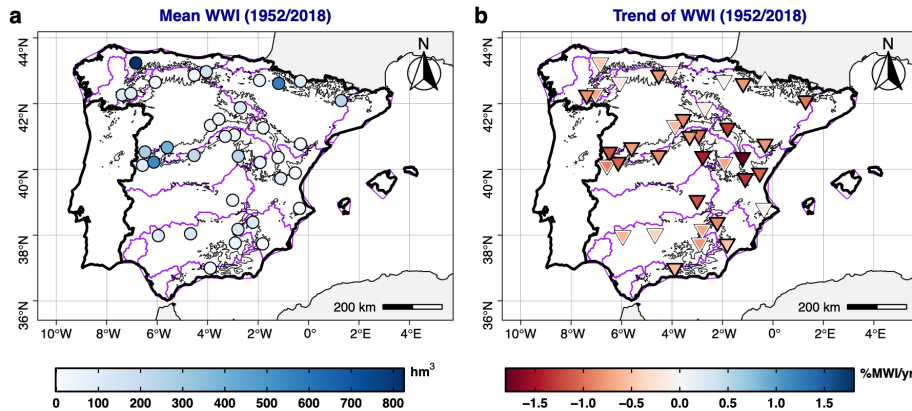 a
Mean WWI (1952/2018)
44°N
42°N
40°N
38°N
36°N
N
200 km
10°W 8°W 6°W 4°W 2°W 0° 2°E 4°E
hm³
0 100 200 300 400 500 600 700 800
b
Trend of WWI (1952/2018)
44°N
42°N
40°N
38°N
36°N
N
200 km
10°W 8°W 6°W 4°W 2°W 0° 2°E 4°E
%MWI/yr
−1.5 −1.0 −0.5 0.0 0.5 1.0 1.5